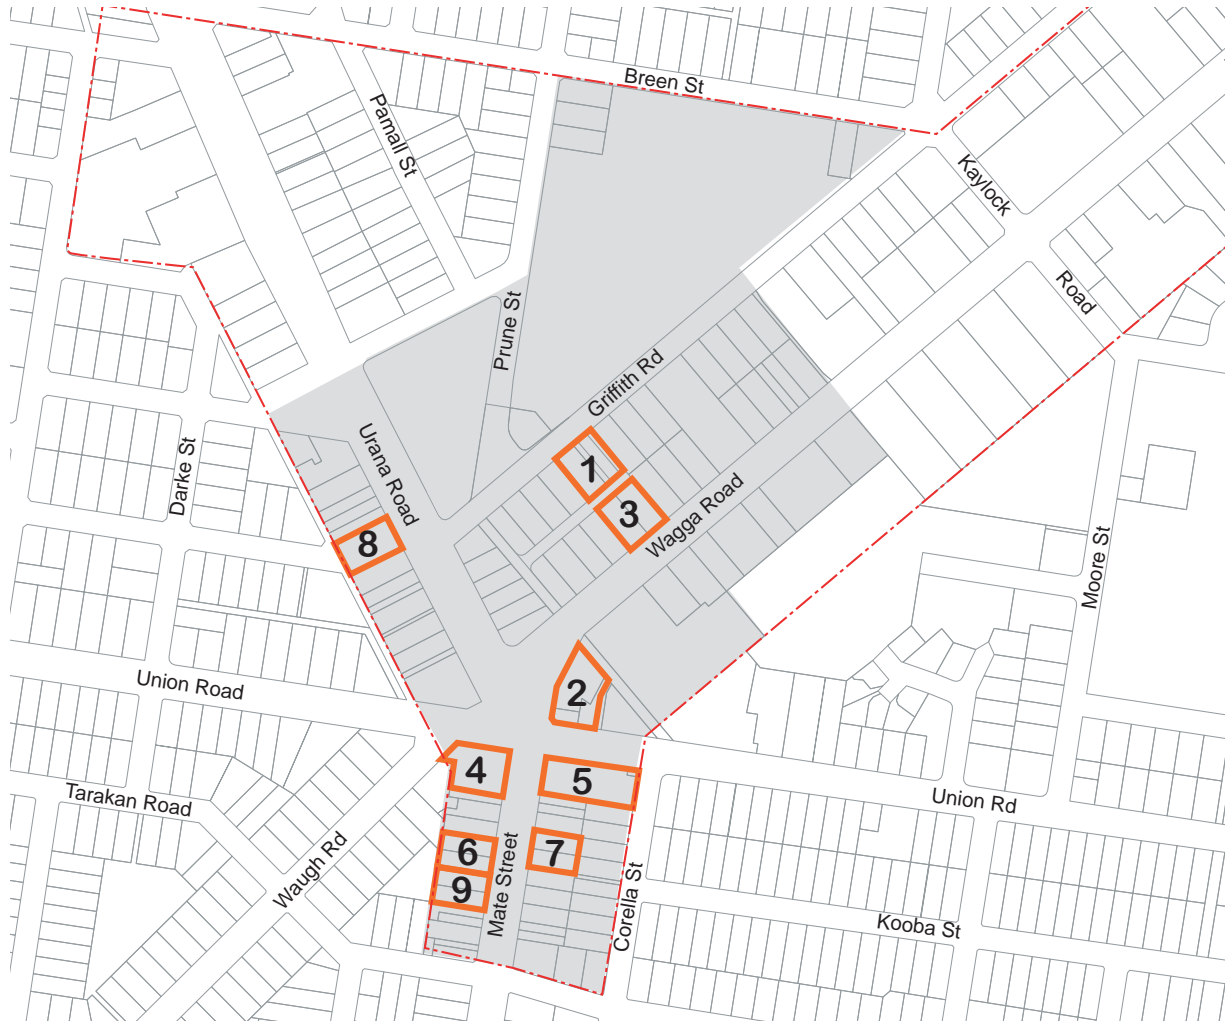 Breen St
Pamall St
Kaylock
Road
Prune St
Griffith Rd
Urana Road
Darke St
1
3
Wagga Road
8
Moore St
Union Road
2
4
5
Union Rd
Tarakan Road
Waugh Rd
6
7
9
Mate Street
Corella St
Kooba St